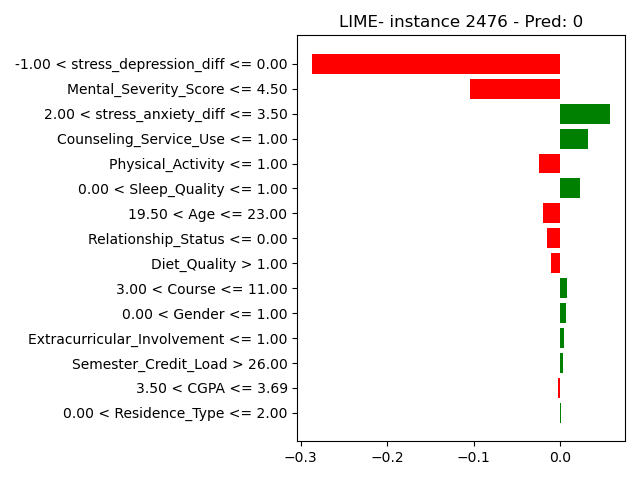 LIME- instance 2476 - Pred: 0
-1.00 < stress_depression_diff <= 0.00
Mental_Severity_Score <= 4.50
2.00 < stress_anxiety_diff <= 3.50
Counseling_Service_Use <= 1.00
Physical_Activity <= 1.00
0.00 < Sleep_Quality <= 1.00
19.50 < Age <= 23.00
Relationship_Status <= 0.00
Diet_Quality > 1.00
3.00 < Course <= 11.00
0.00 < Gender <= 1.00
Extracurricular_Involvement <= 1.00
Semester_Credit_Load > 26.00
3.50 < CGPA <= 3.69
0.00 < Residence_Type <= 2.00
−0.3 −0.2 −0.1 0.0